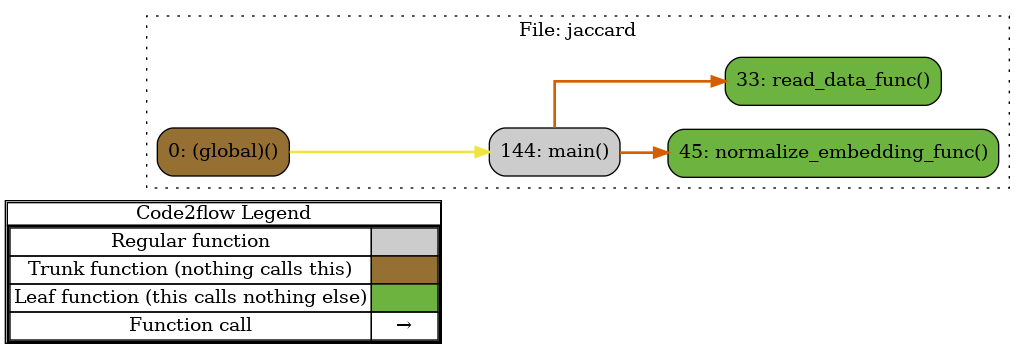 File: jaccard
33: read_data_func()
0: (global)()
144: main()
45: normalize_embedding_func()
Code2flow Legend
Regular function
Trunk function (nothing calls this)
Leaf function (this calls nothing else)
Function call →